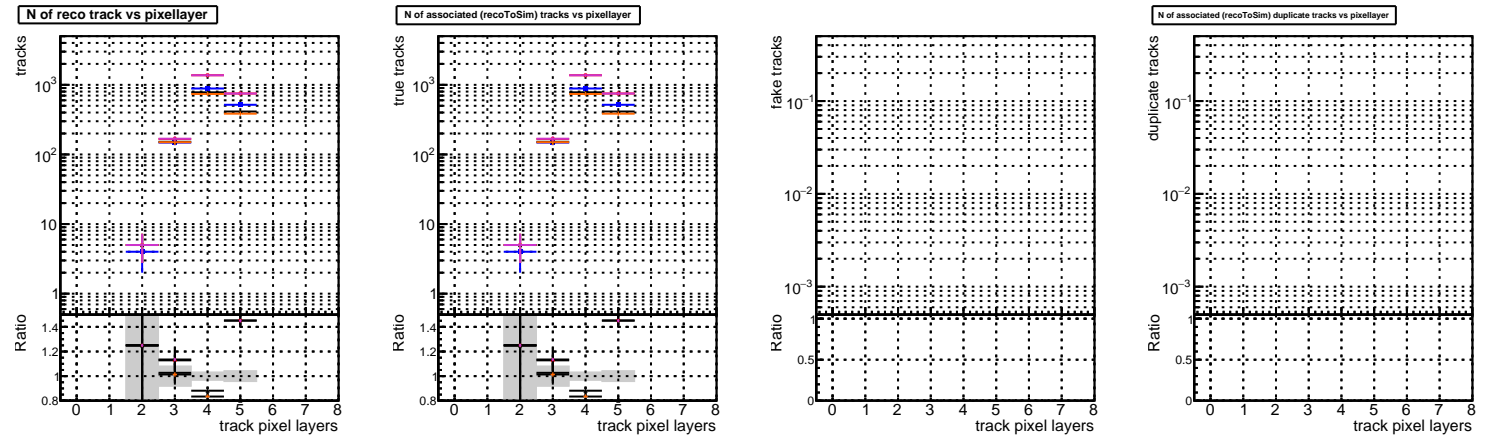 N of reco track vs pixellayer
tracks
10³
10²
10
1
Ratio
1.4
1.2
1
0.8
0 1 2 3 4 5 6 7 8
track pixel layers
N of associated (recoToSim) tracks vs pixellayer
true tracks
10³
10²
10
1
Ratio
1.4
1.2
1
0.8
0 1 2 3 4 5 6 7 8
track pixel layers
fake tracks
10⁻¹
10⁻²
10⁻³
Ratio
1
0.5
0
0 1 2 3 4 5 6 7 8
track pixel layers
N of associated (recoToSim) duplicate tracks vs pixellayer
duplicate tracks
10⁻¹
10⁻²
10⁻³
Ratio
1
0.5
0
0 1 2 3 4 5 6 7 8
track pixel layers